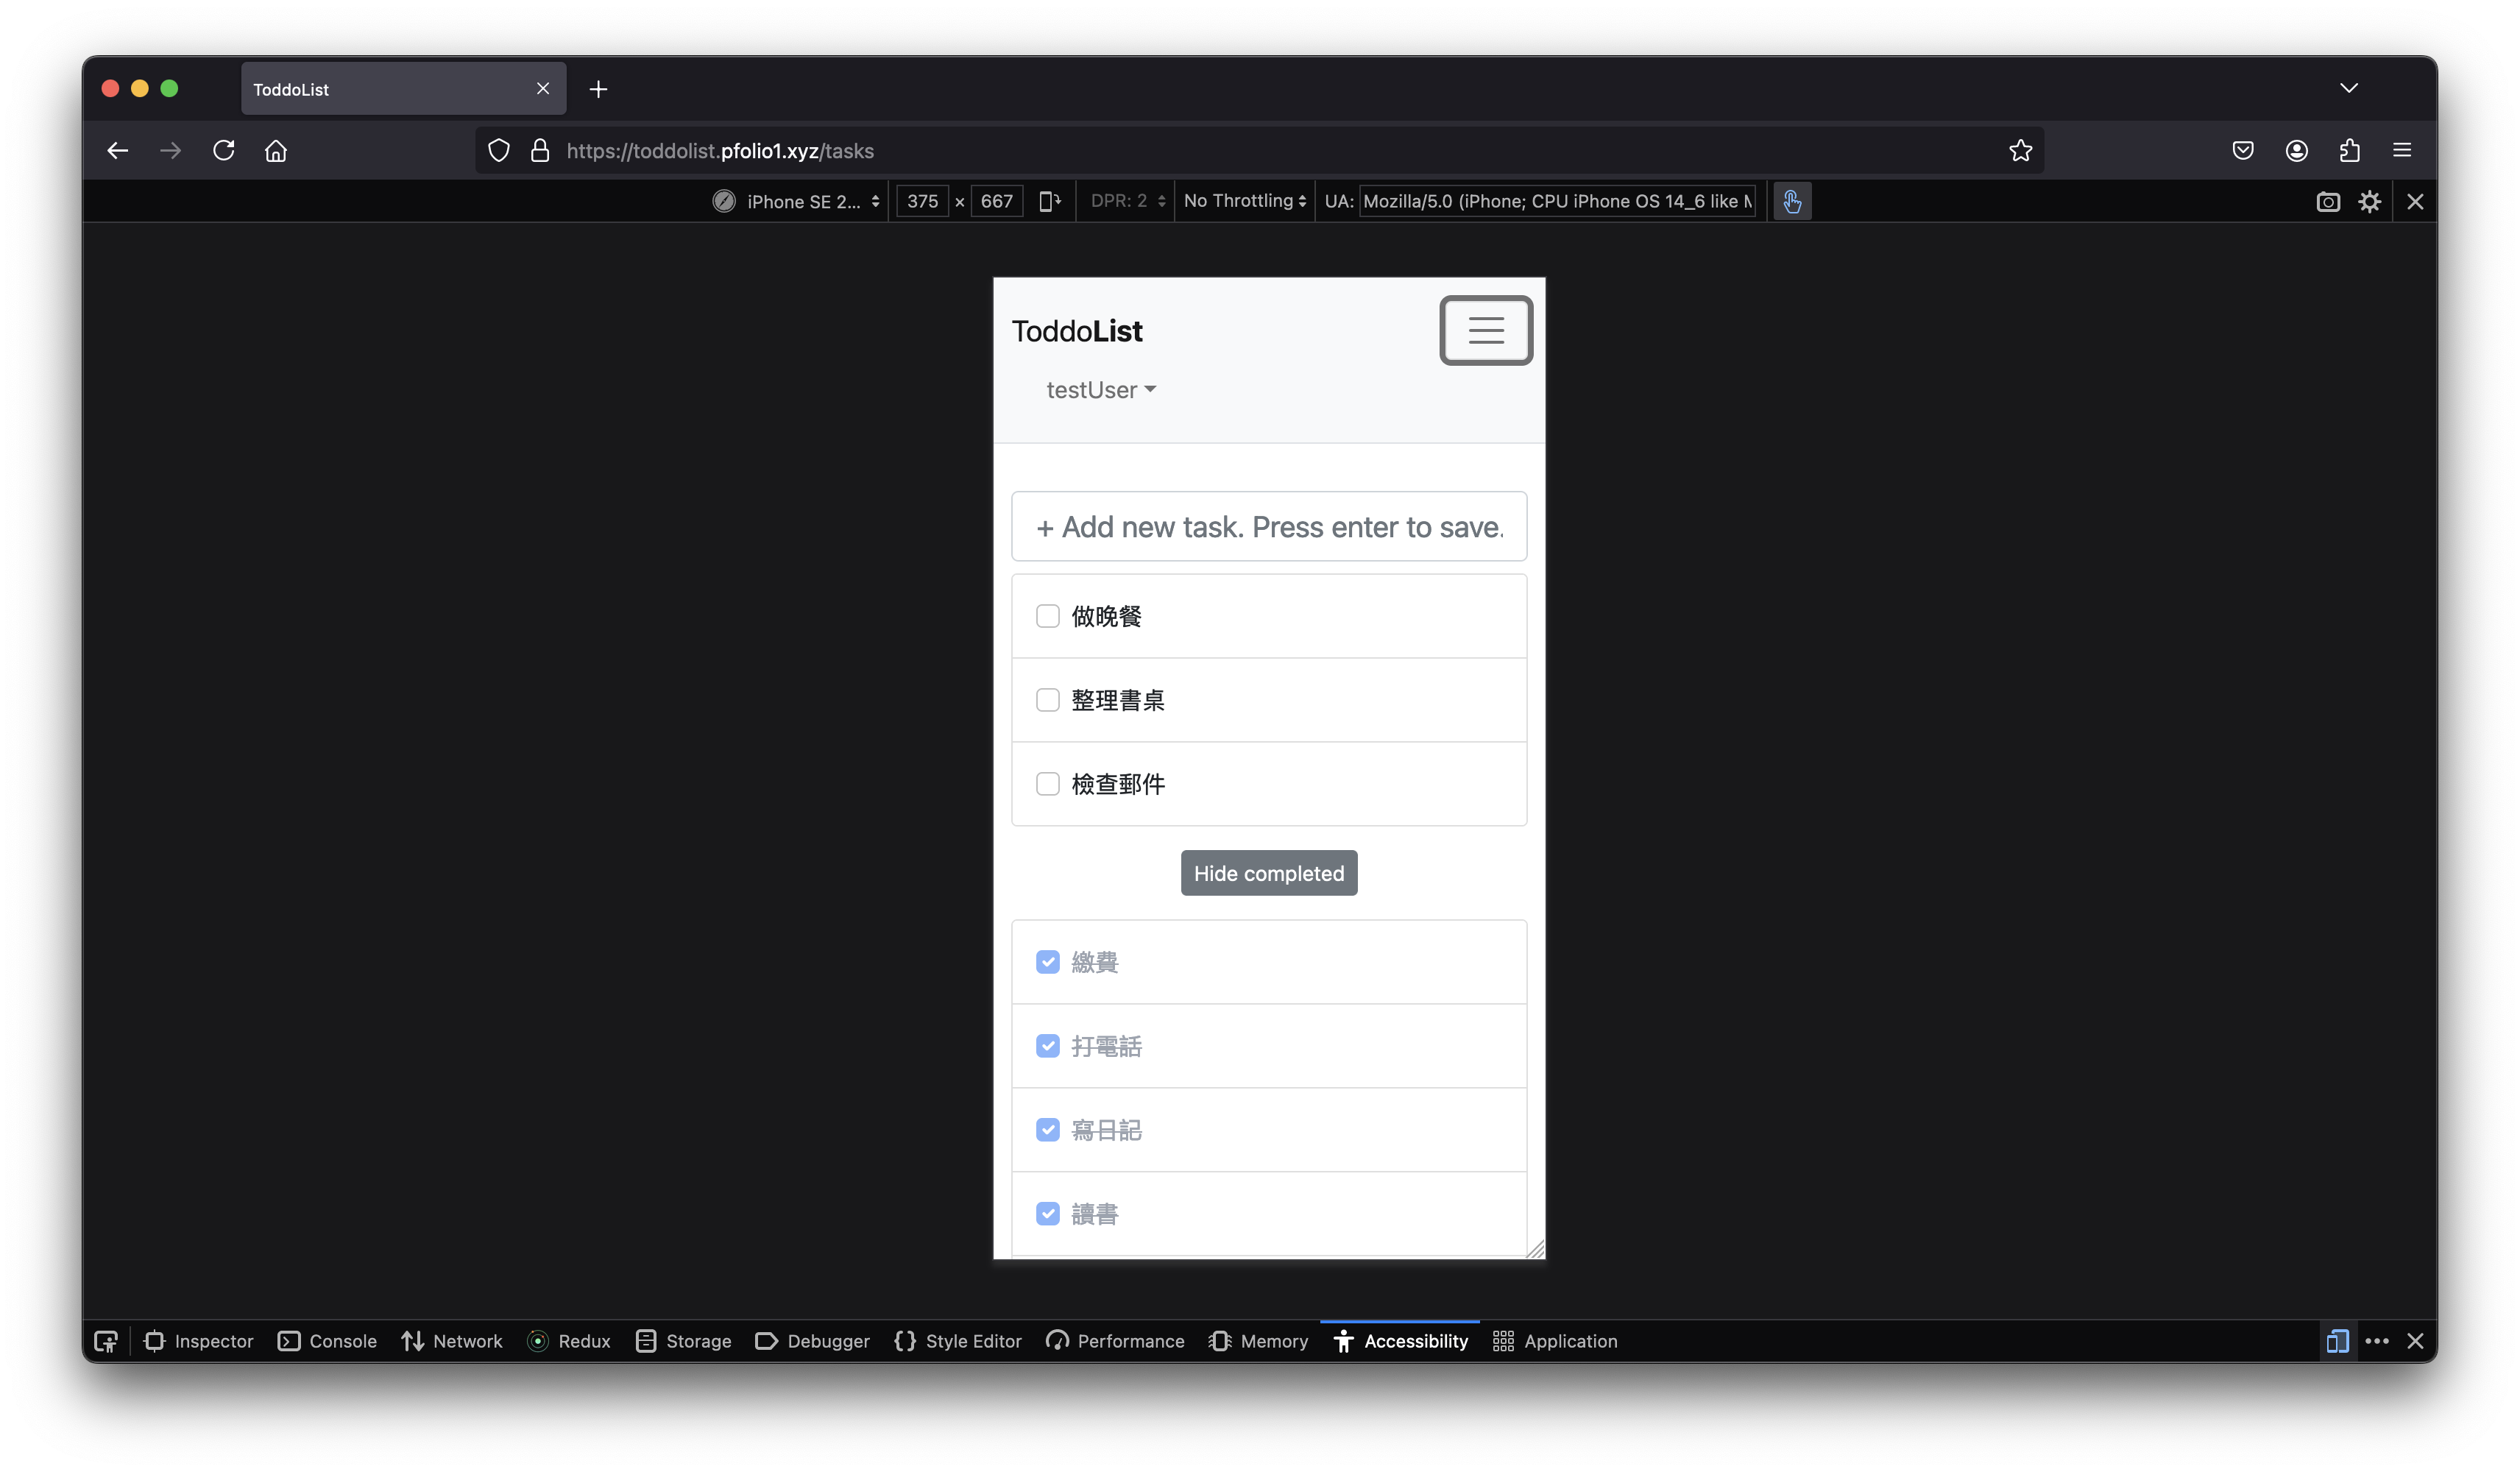 ToddoList
https://toddolist.pfolio1.xyz/tasks
iPhone SE 2... 375 × 667 DPR: 2 No Throttling UA: Mozilla/5.0 (iPhone; CPU iPhone OS 14_6 like M
ToddoList
testUser
+ Add new task. Press enter to save.
做晚餐
整理書桌
檢查郵件
Hide completed
繳費
打電話
寫日記
讀書
Inspector Console Network Redux Storage Debugger Style Editor Performance Memory Accessibility Application